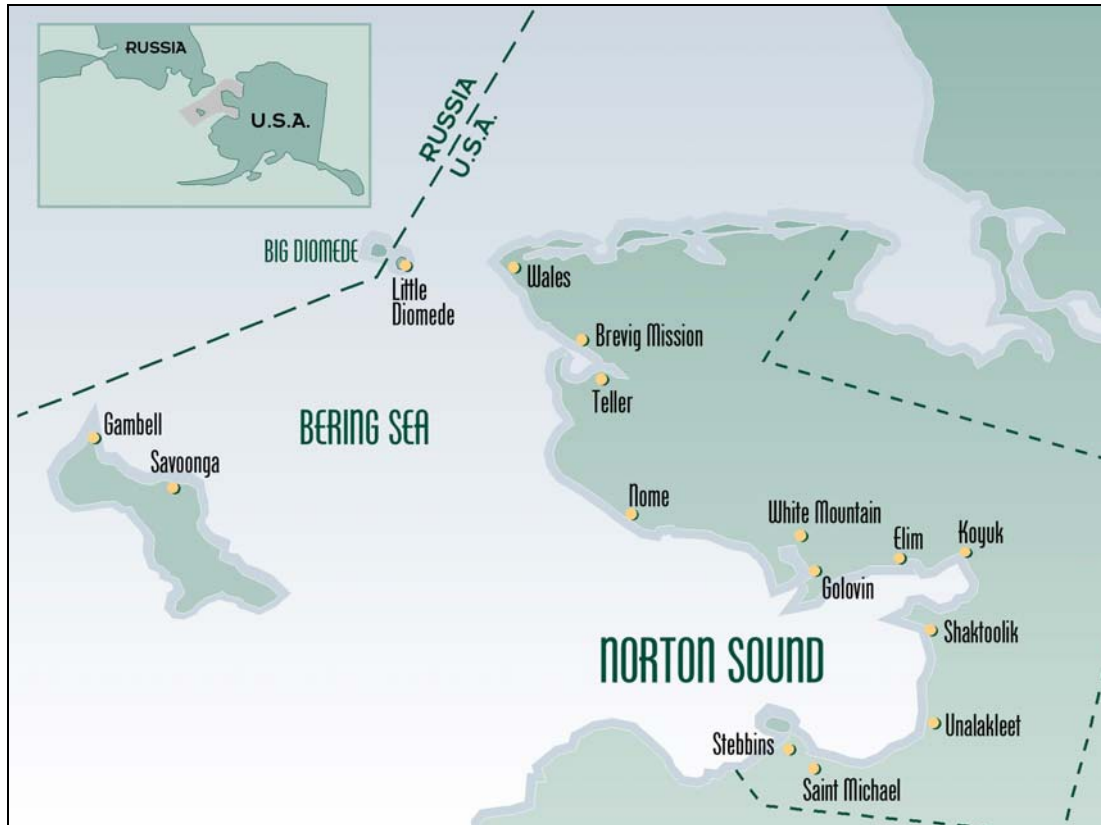 RUSSIA
U.S.A.
RUSSIA
U.S.A.
BIG DIOMEDE
Little
Diomede
Wales
Brevig Mission
Teller
BERING SEA
Gambell
Savoonga
Nome
White Mountain
Elim
Koyuk
Golovin
Shaktoolik
NORTON SOUND
Unalakleet
Stebbins
Saint Michael